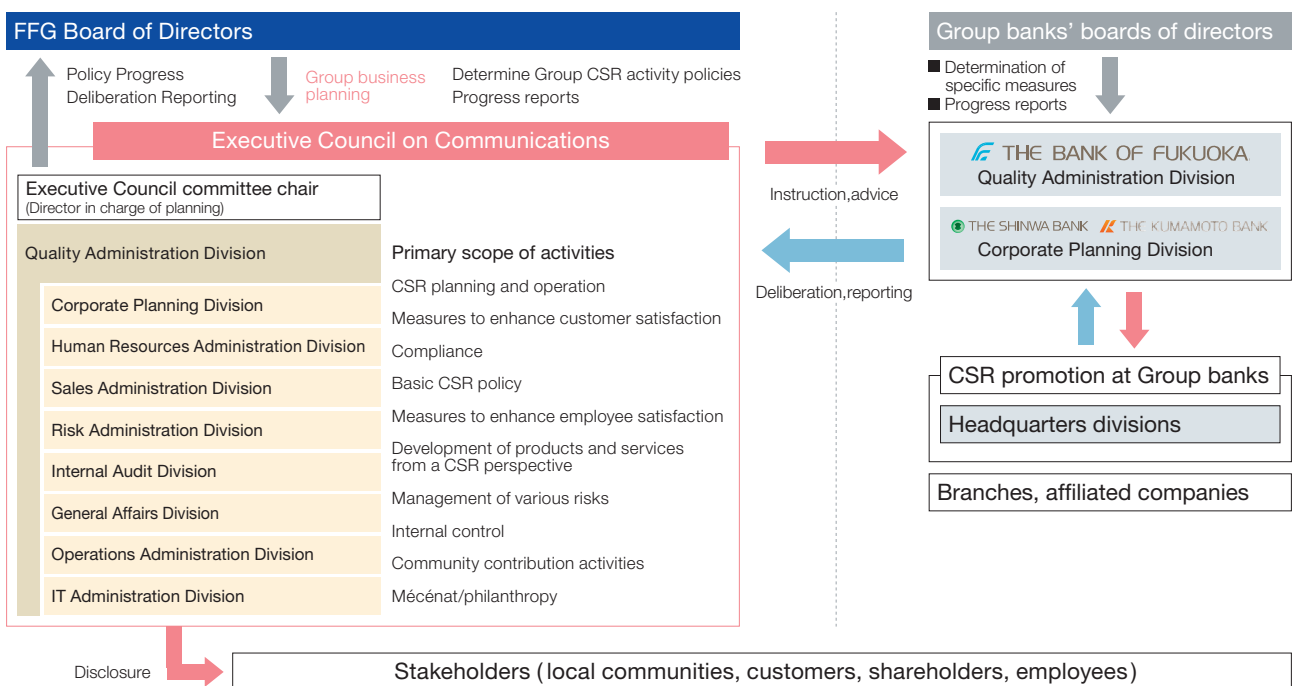 FFG Board of Directors
Policy Progress
Deliberation Reporting
Group business
planning
Determine Group CSR activity policies
Progress reports
Executive Council on Communications
Executive Council committee chair
(Director in charge of planning)
Quality Administration Division
Corporate Planning Division
Human Resources Administration Division
Sales Administration Division
Risk Administration Division
Internal Audit Division
General Affairs Division
Operations Administration Division
IT Administration Division
Primary scope of activities
CSR planning and operation
Measures to enhance customer satisfaction
Compliance
Basic CSR policy
Measures to enhance employee satisfaction
Development of products and services
from a CSR perspective
Management of various risks
Internal control
Community contribution activities
Mécénat/philanthropy
Instruction,advice
Deliberation,reporting
Group banks' boards of directors
■ Determination of
specific measures
■ Progress reports
THE BANK OF FUKUOKA
Quality Administration Division
THE SHINWA BANK THE KUMAMOTO BANK
Corporate Planning Division
CSR promotion at Group banks
Headquarters divisions
Branches, affiliated companies
Disclosure
Stakeholders (local communities, customers, shareholders, employees)